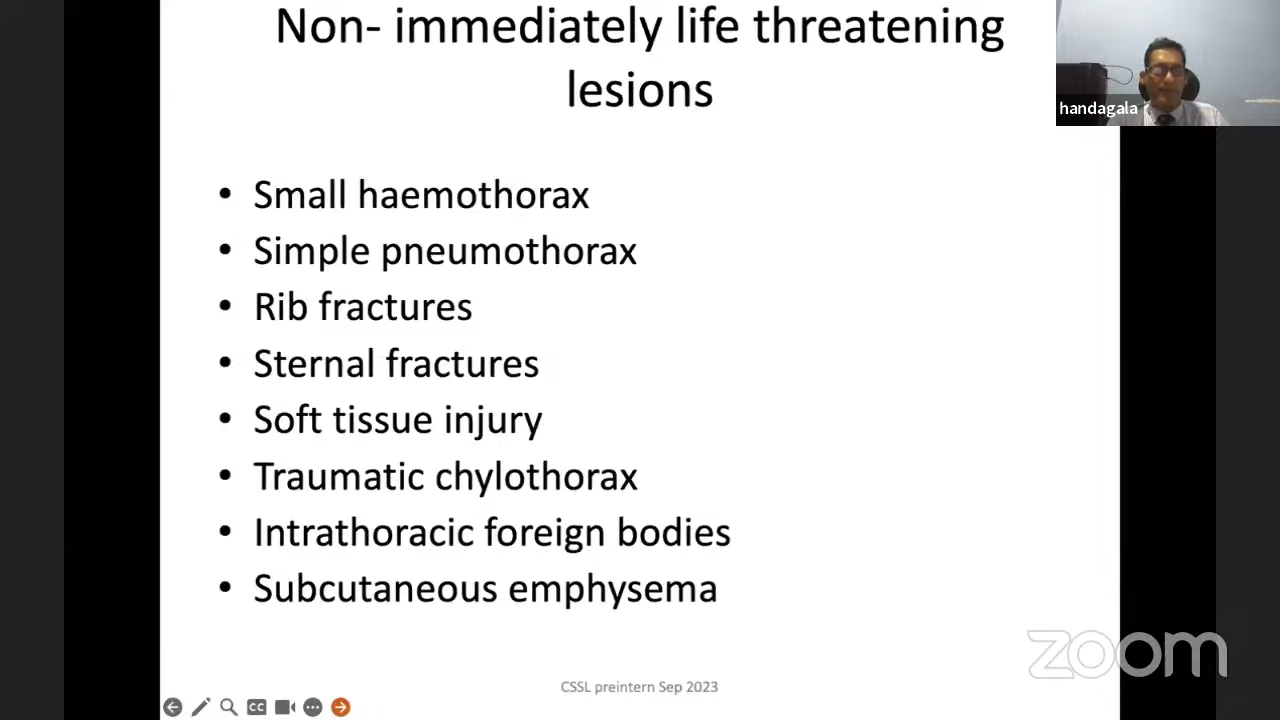 Non- immediately life threatening
lesions
handagala
• Small haemothorax
• Simple pneumothorax
• Rib fractures
• Sternal fractures
• Soft tissue injury
• Traumatic chylothorax
• Intrathoracic foreign bodies
• Subcutaneous emphysema
zoom
CSSL preintern Sep 2023
CC